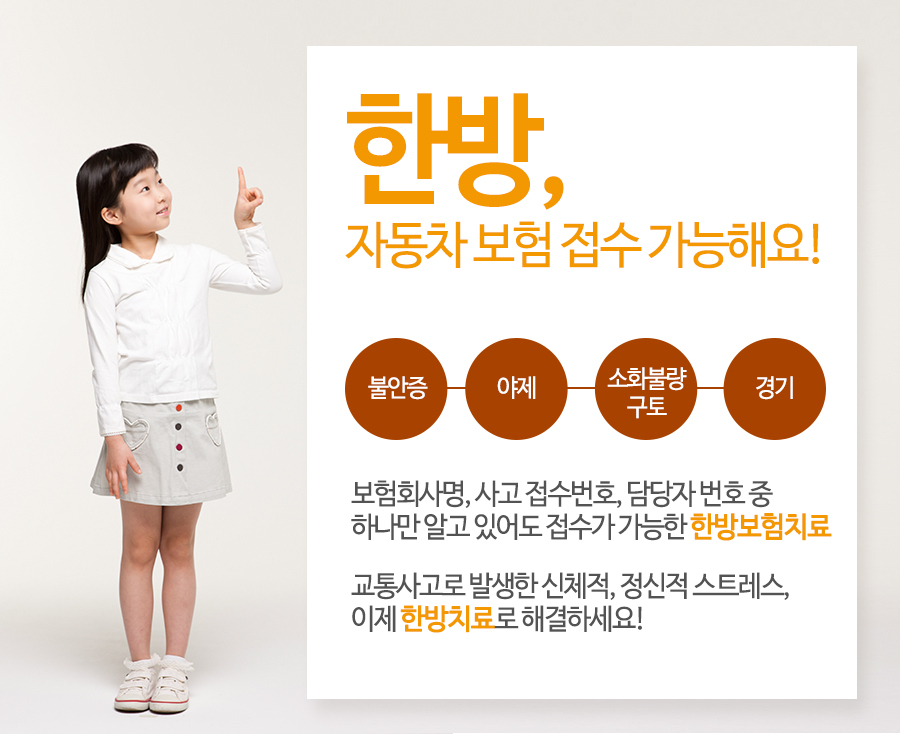 한방,
자동차 보험 접수 가능해요!
불안증
야제
소화불량
구토
경기
보험회사명, 사고 접수번호, 담당자 번호 중
하나만 알고 있어도 접수가 가능한 한방보험치료
교통사고로 발생한 신체적, 정신적 스트레스,
이제 한방치료로 해결하세요!